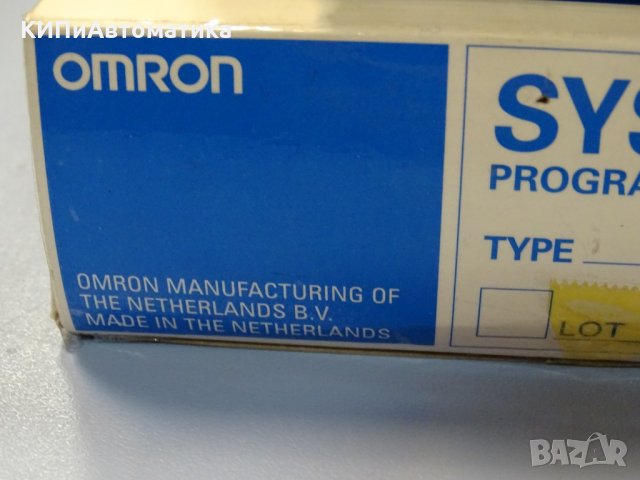 КИПиАвтоматика
OMRON
SYS
PROGRA
TYPE
OMRON MANUFACTURING OF
THE NETHERLANDS B.V.
MADE IN THE NETHERLANDS
LOT
BAZAR